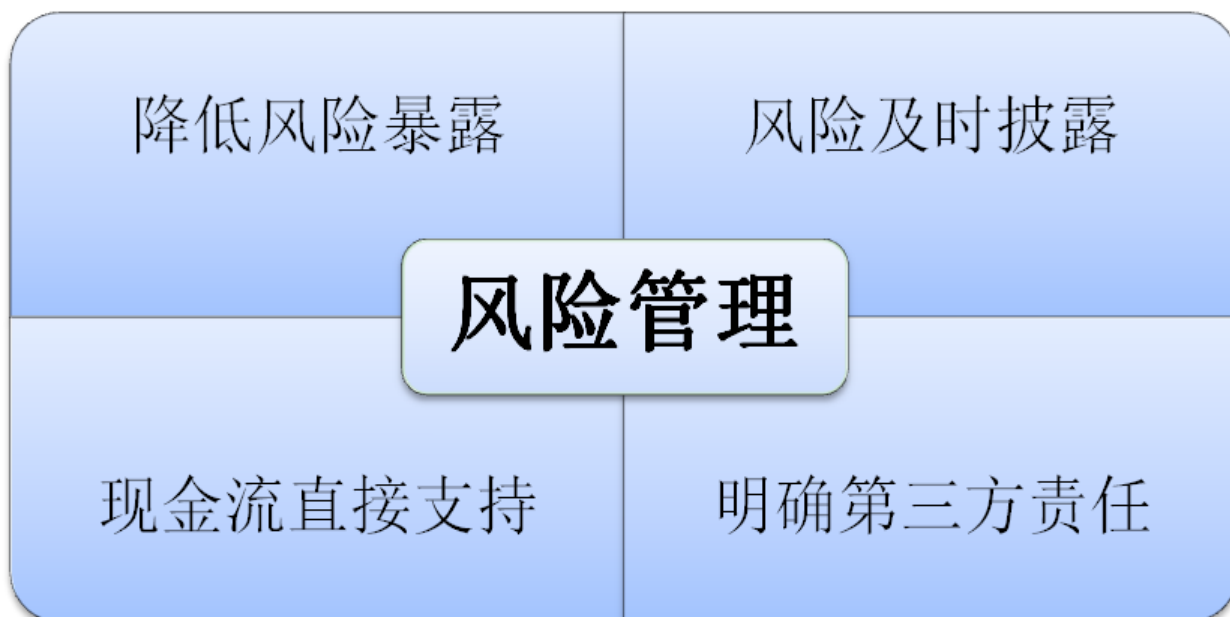 降低风险暴露
风险及时披露
风险管理
现金流直接支持
明确第三方责任